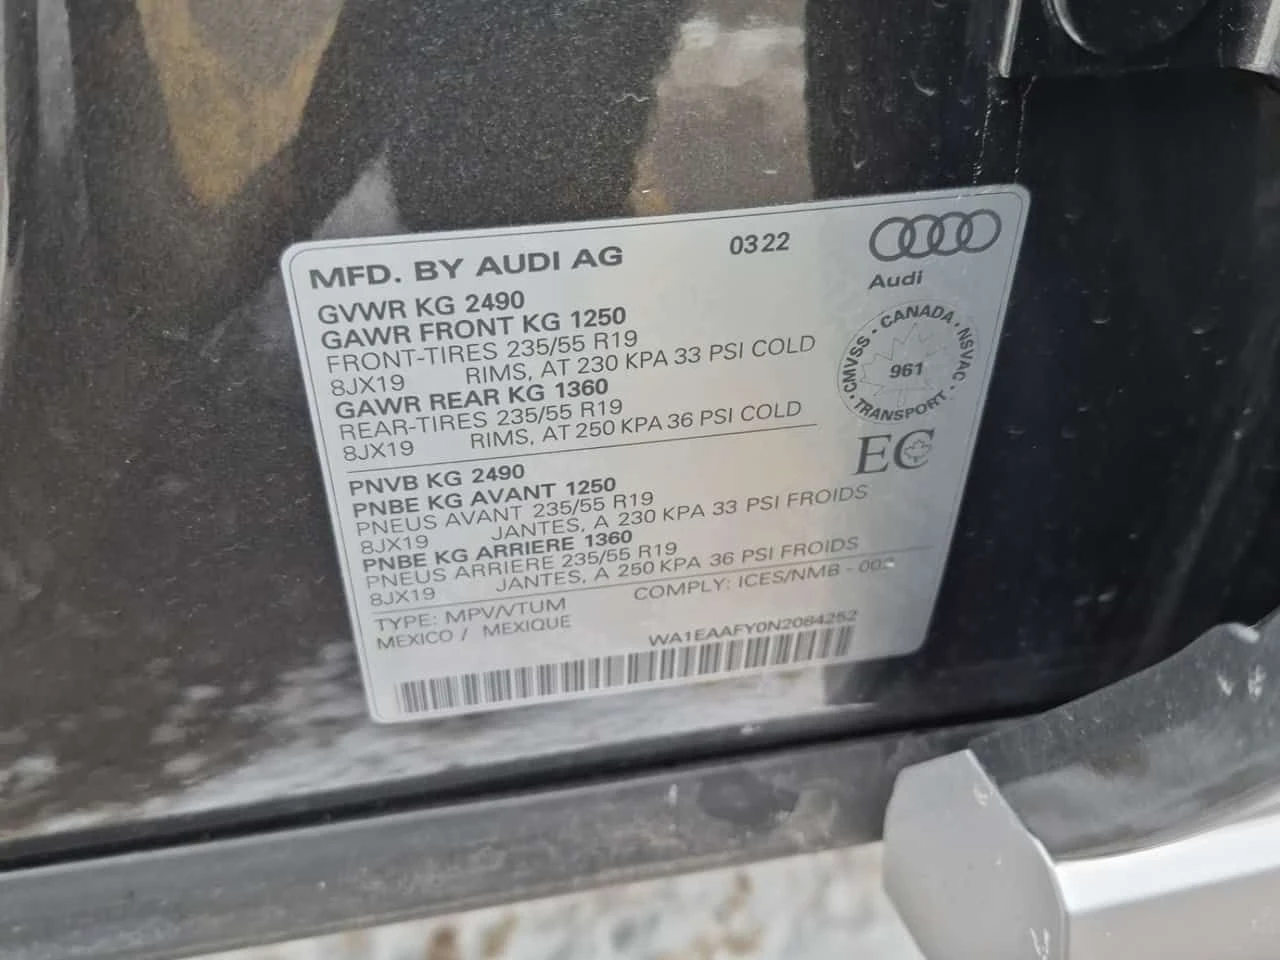 MFD. BY AUDI AG 0322
Audi
GVWR KG 2490
GAWR FRONT KG 1250
FRONT-TIRES 235/55 R19
8JX19 RIMS, AT 230 KPA 33 PSI COLD
GAWR REAR KG 1360
REAR-TIRES 235/55 R19
8JX19 RIMS, AT 250 KPA 36 PSI COLD
CANADA · NSVAC · TRANSPORT · CMVSS ·
961
EC
PNVB KG 2490
PNBE KG AVANT 1250
PNEUS AVANT 235/55 R19
8JX19 JANTES, A 230 KPA 33 PSI FROIDS
PNBE KG ARRIERE 1360
PNEUS ARRIERE 235/55 R19
8JX19 JANTES, A 250 KPA 36 PSI FROIDS
TYPE: MPV/VTUM COMPLY: ICES/NMB -
MEXICO / MEXIQUE
WA1EAAFY0N2084252